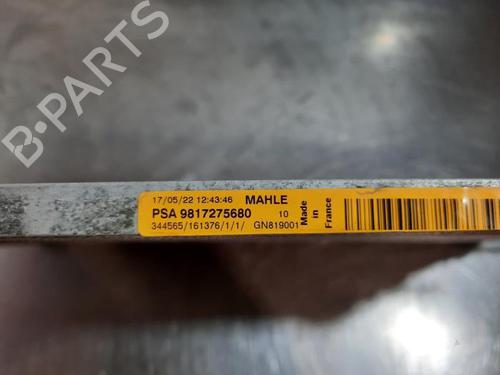 B-PARTS
17/05/22 12:43:46 MAHLE
PSA 9817275680 10
344565/161376/1/1/ GN819001
Made in France